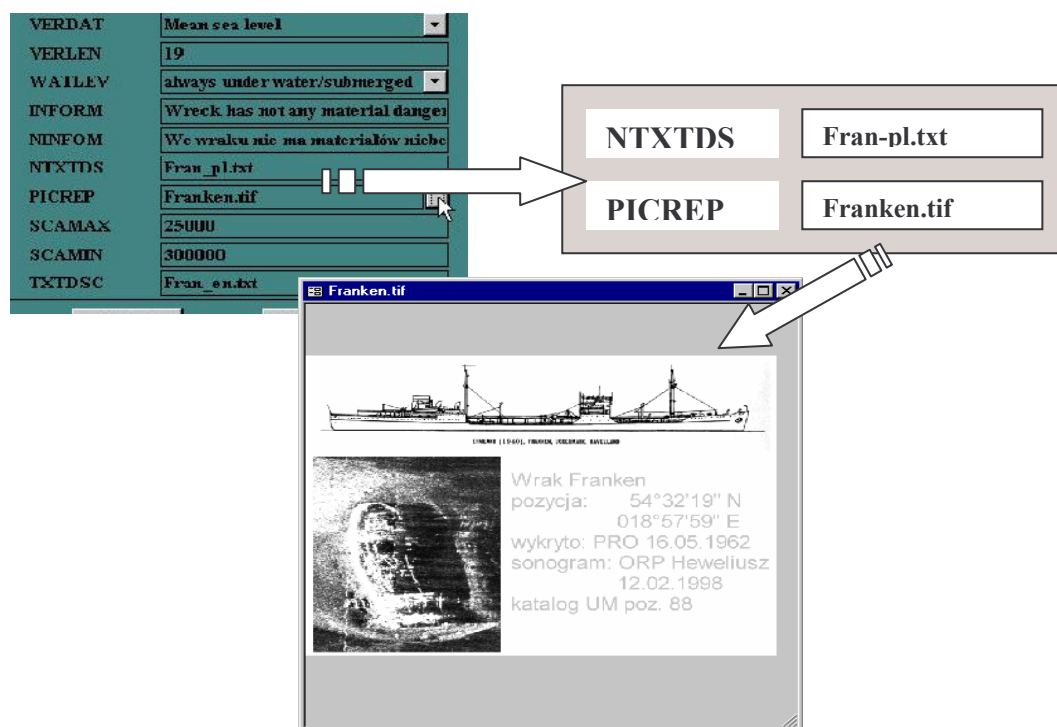 VERDAT Mean sea level
VERLEN 19
WATLEV always under water/submerged
INFORM Wreck has not any material danger
NINFOM We wraku nie ma materiałów niebe
NTXTDS Fran_pl.txt
PICREP Franken.tif
SCAMAX 25000
SCAMIN 300000
TXTDSC Fran_en.txt
NTXTDS Fran-pl.txt
PICREP Franken.tif
Franken.tif
(1940), FRANKEN, HAVELLAND
Wrak Franken
pozycja: 54°32'19" N
018°57'59" E
wykryto: PRO 16.05.1962
sonogram: ORP Heweliusz
12.02.1998
katalog UM poz. 88